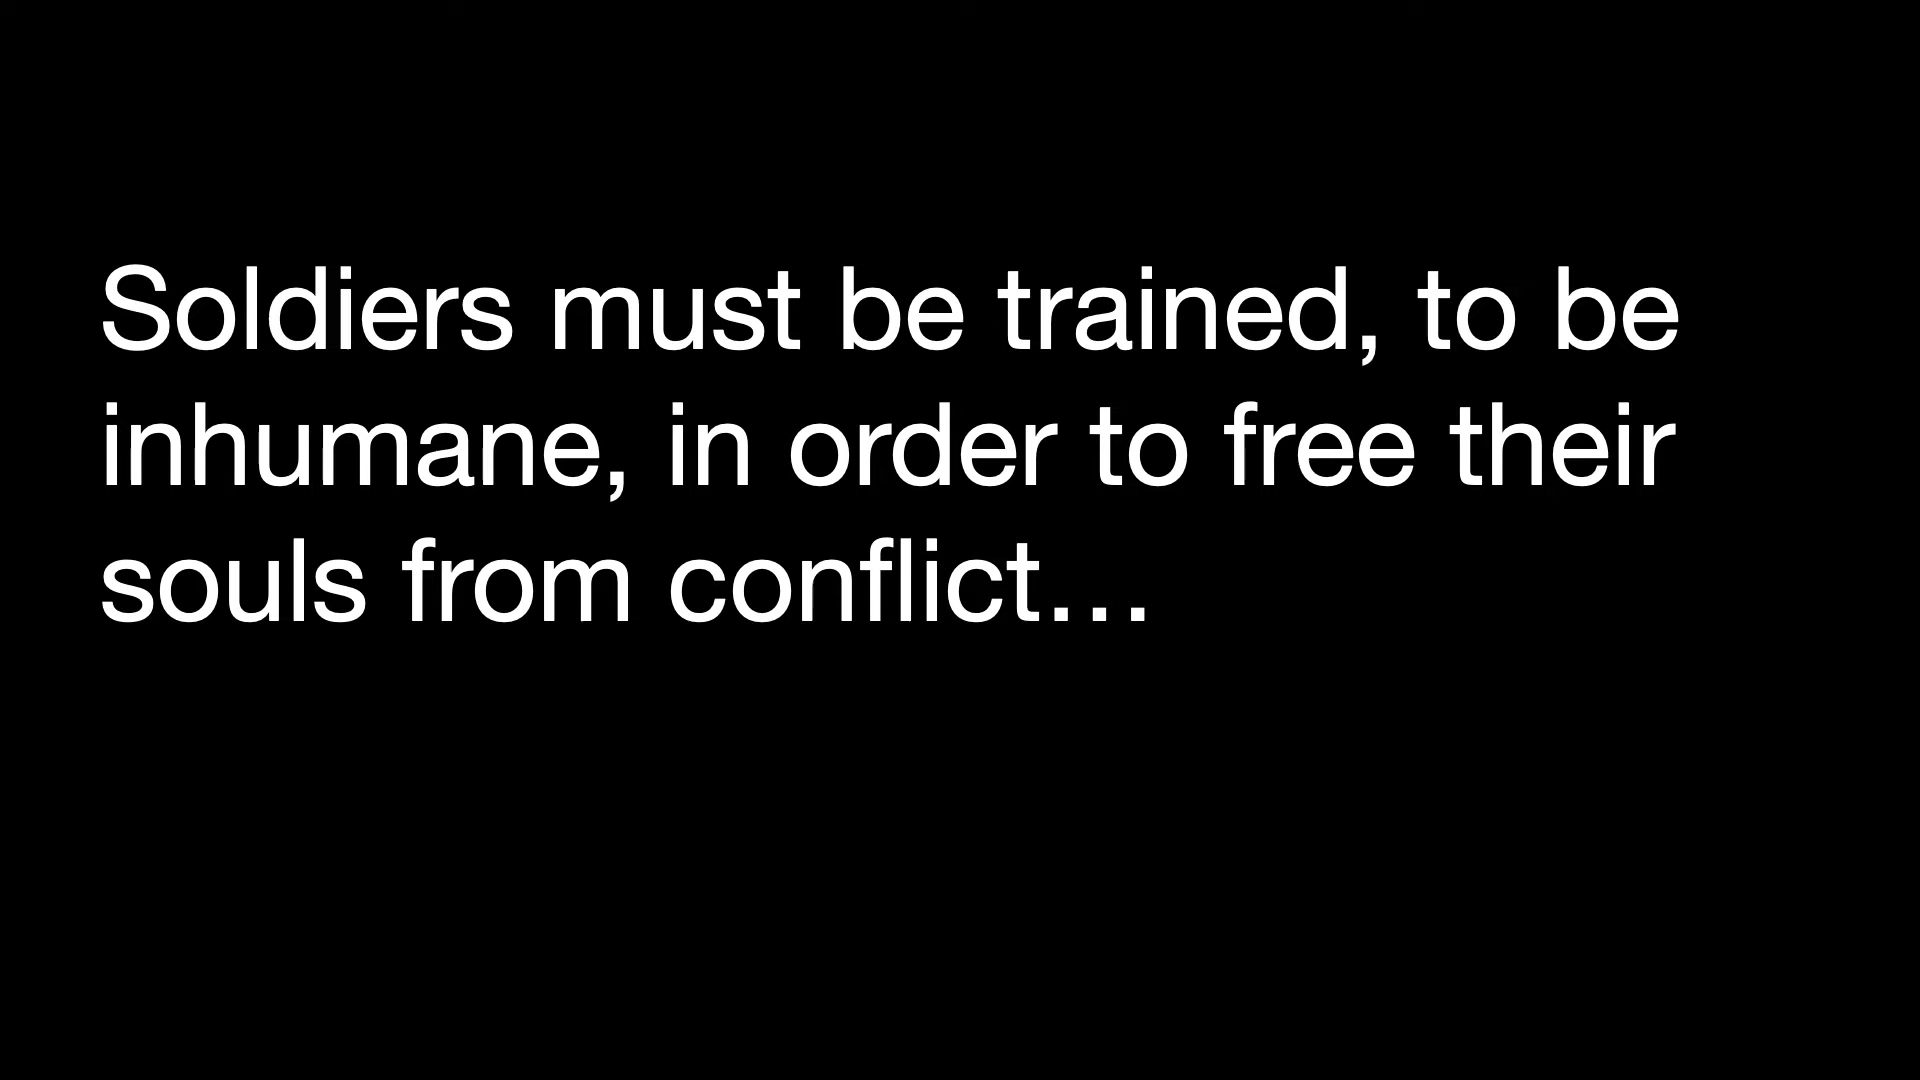 Soldiers must be trained, to be
inhumane, in order to free their
souls from conflict…